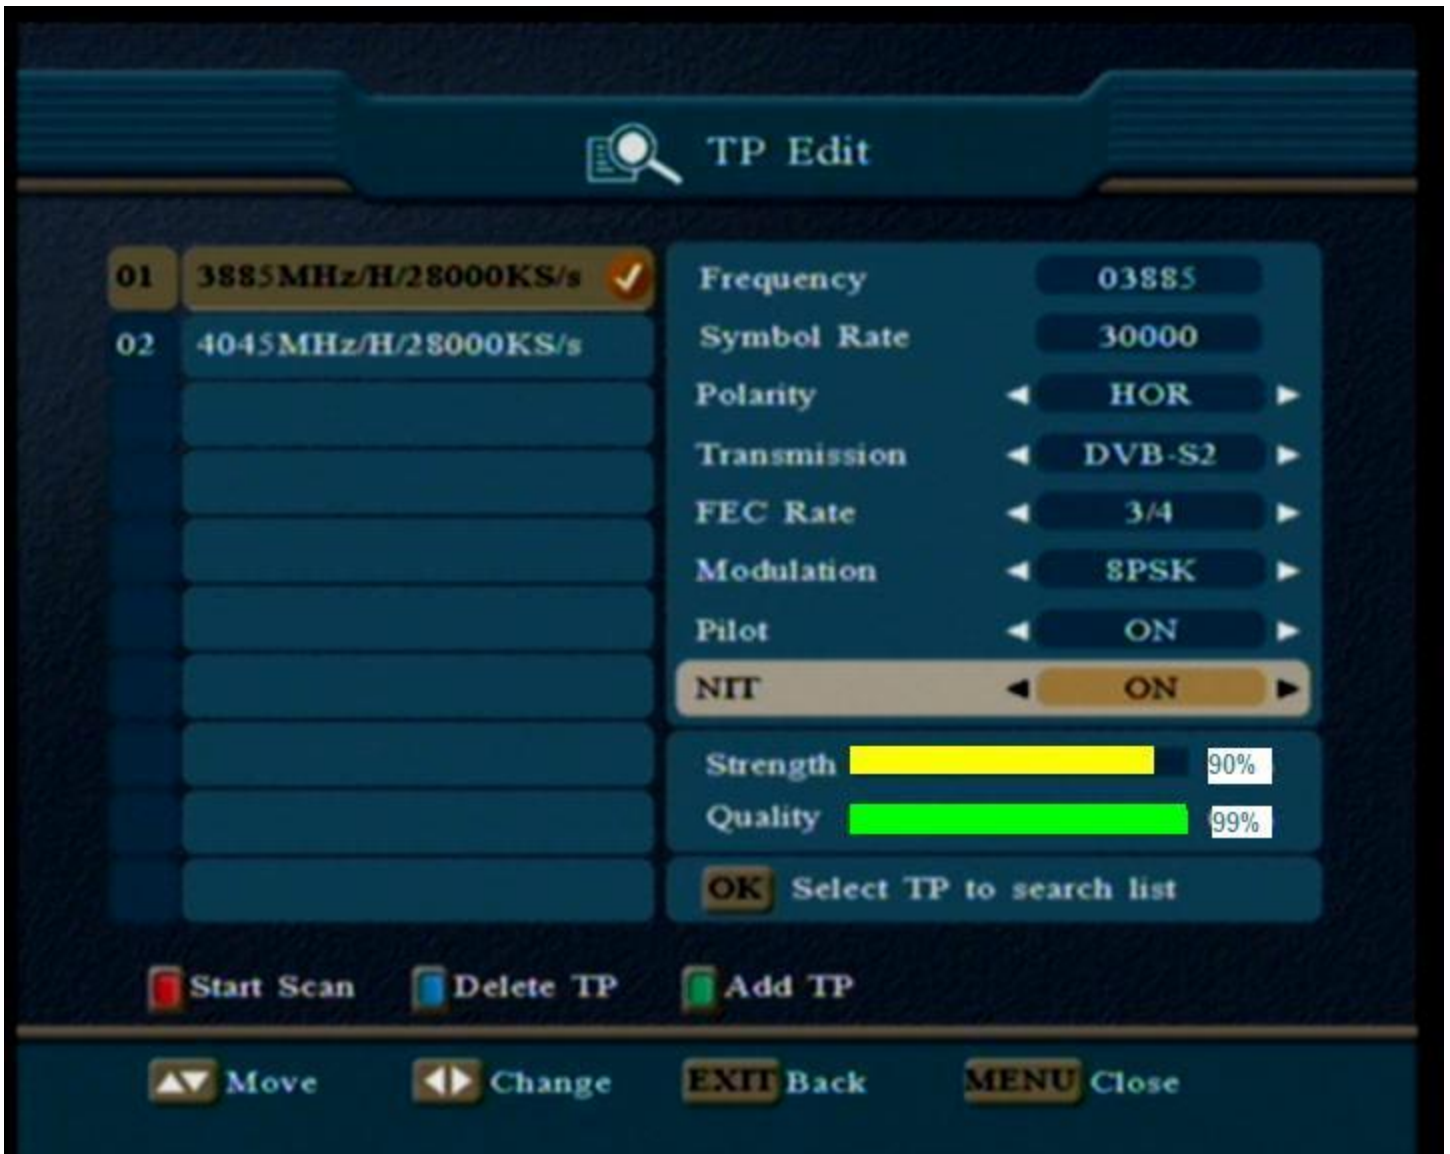 TP Edit
01 3885MHz/H/28000KS/s
02 4045MHz/H/28000KS/s
Frequency 03885
Symbol Rate 30000
Polarity HOR
Transmission DVB-S2
FEC Rate 3/4
Modulation 8PSK
Pilot ON
NIT ON
Strength 90%
Quality 99%
OK Select TP to search list
Start Scan Delete TP Add TP
Move Change EXIT Back MENU Close